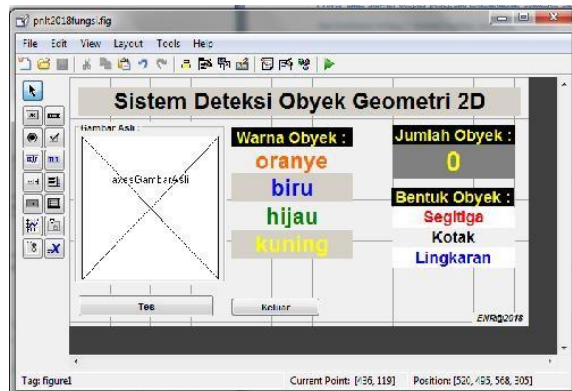 pnlt2018fungsi.fig
File Edit View Layout Tools Help
Sistem Deteksi Obyek Geometri 2D
Gambar Asli :
axesGambarAsli
Tes
Warna Obyek :
oranye
biru
hijau
kuning
Keluar
Jumlah Obyek :
0
Bentuk Obyek :
Segitiga
Kotak
Lingkaran
ENRi@2018
Tag: figure1 Current Point: [436, 119] Position: [520, 495, 568, 305]